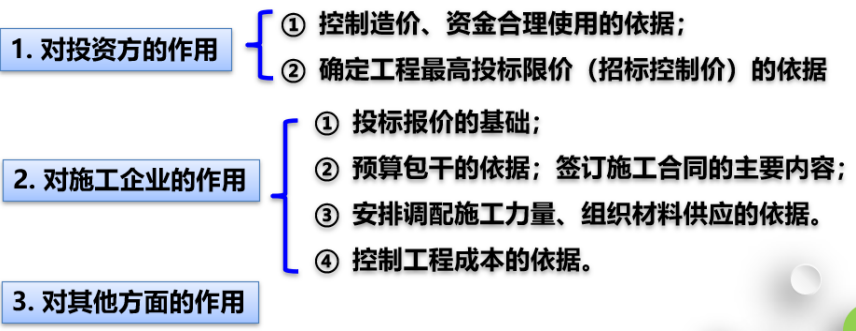 1. 对投资方的作用
① 控制造价、资金合理使用的依据；
② 确定工程最高投标限价（招标控制价）的依据
2. 对施工企业的作用
① 投标报价的基础；
② 预算包干的依据；签订施工合同的主要内容；
③ 安排调配施工力量、组织材料供应的依据。
④ 控制工程成本的依据。
3. 对其他方面的作用